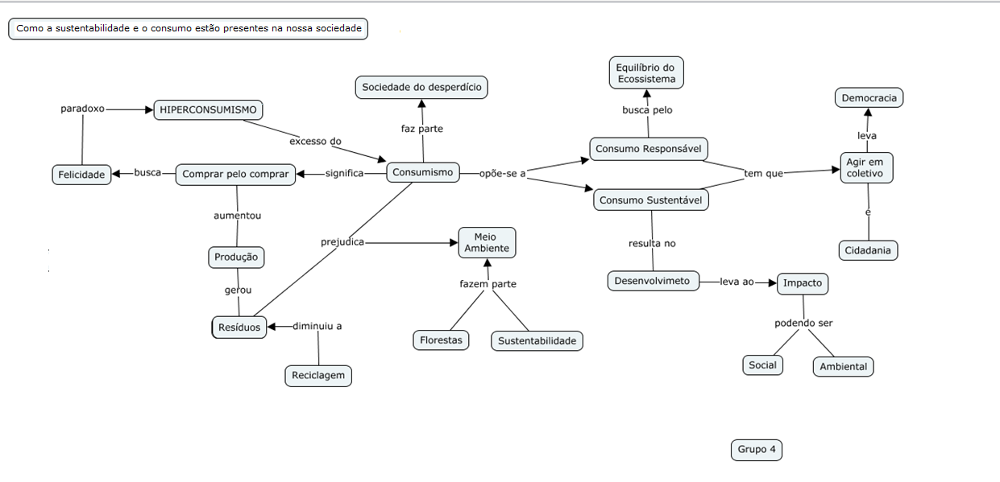 Como a sustentabilidade e o consumo estão presentes na nossa sociedade
Equilíbrio do
Ecossistema
Sociedade do desperdício
Democracia
paradoxo
HIPERCONSUMISMO
busca pelo
faz parte
leva
excesso do
Consumo Responsável
Felicidade
busca
Comprar pelo comprar
significa
Consumismo
opõe-se a
tem que
Agir em
coletivo
Consumo Sustentável
aumentou
é
prejudica
Meio
Ambiente
resulta no
Cidadania
Produção
Desenvolvimeto
leva ao
Impacto
gerou
fazem parte
Resíduos
diminuiu a
podendo ser
Florestas
Sustentabilidade
Social
Ambiental
Reciclagem
Grupo 4